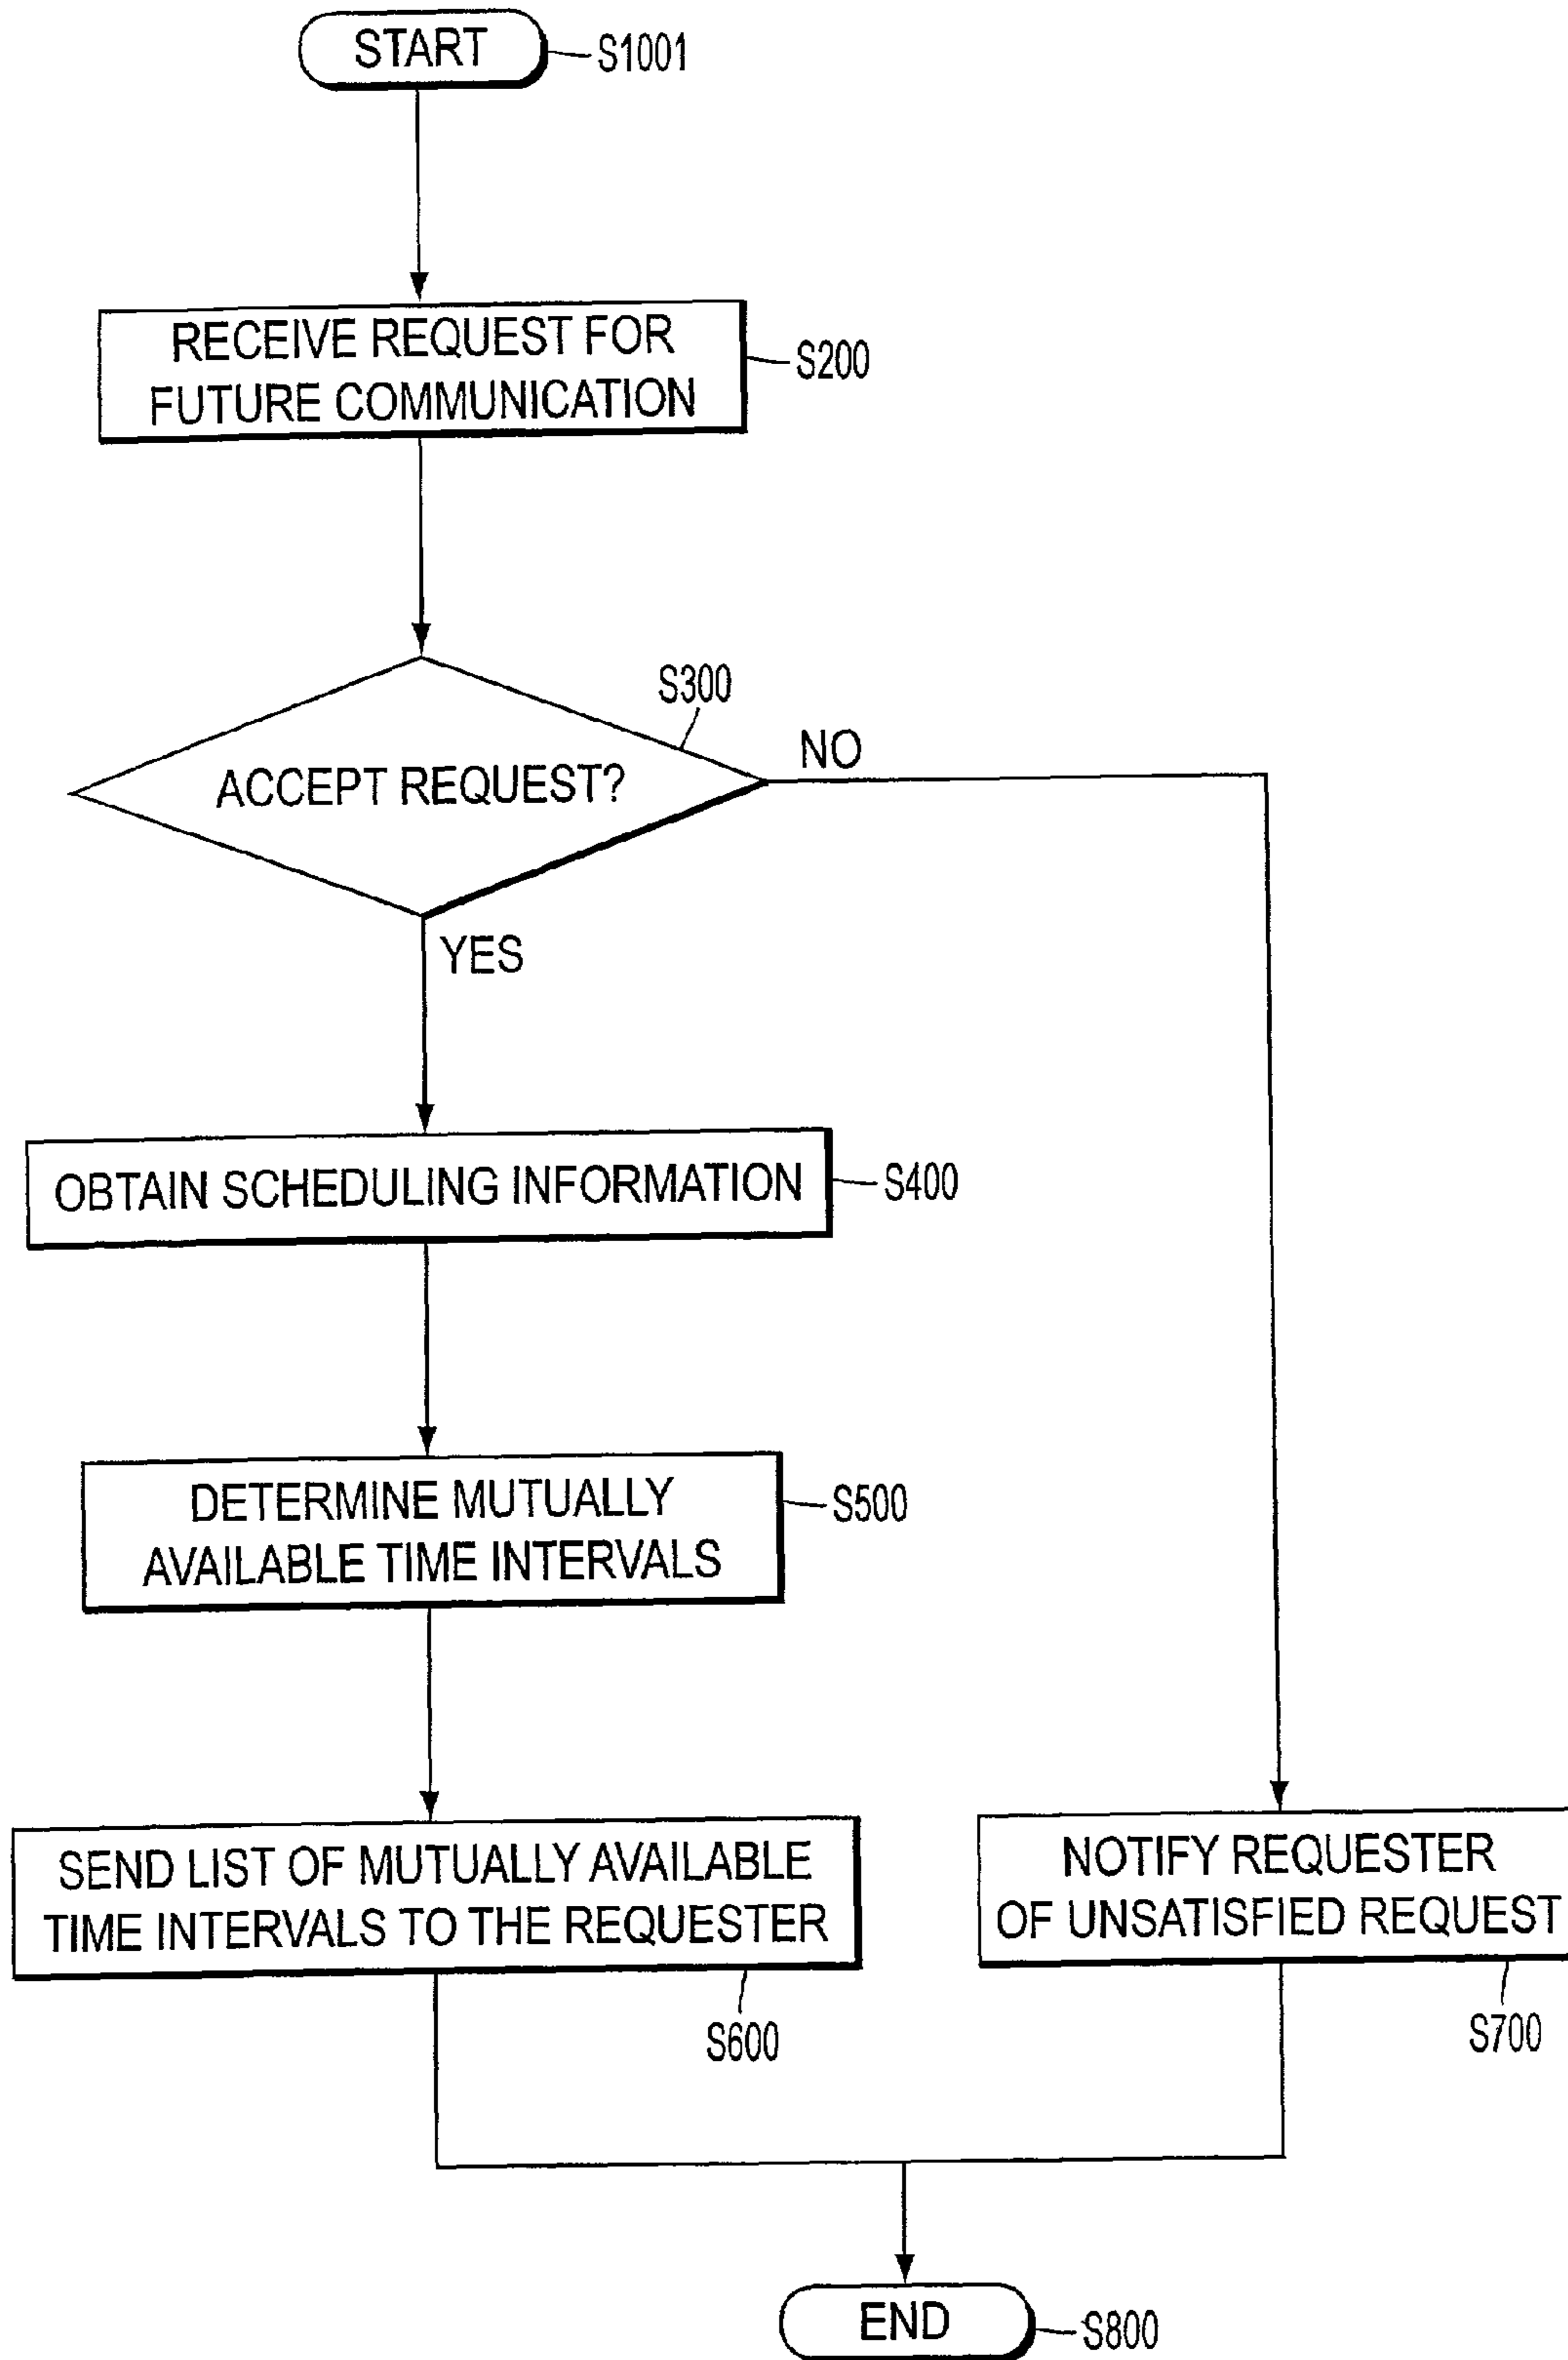 START
S1001
RECEIVE REQUEST FOR
FUTURE COMMUNICATION
S200
S300
ACCEPT REQUEST?
NO
YES
OBTAIN SCHEDULING INFORMATION
S400
DETERMINE MUTUALLY
AVAILABLE TIME INTERVALS
S500
SEND LIST OF MUTUALLY AVAILABLE
TIME INTERVALS TO THE REQUESTER
S600
NOTIFY REQUESTER
OF UNSATISFIED REQUEST
S700
END
S800